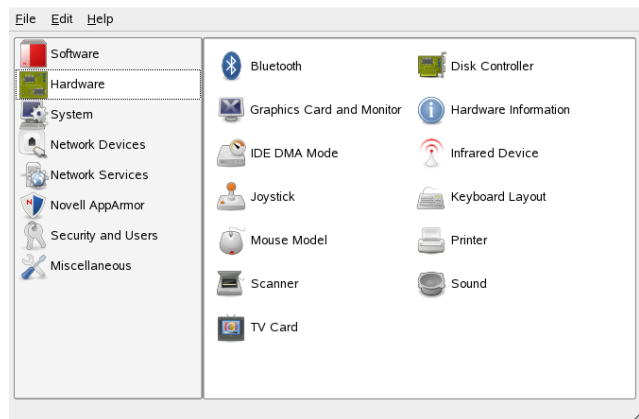 File Edit Help
Software
Hardware
System
Network Devices
Network Services
Novell AppArmor
Security and Users
Miscellaneous
Bluetooth
Disk Controller
Graphics Card and Monitor
Hardware Information
IDE DMA Mode
Infrared Device
Joystick
Keyboard Layout
Mouse Model
Printer
Scanner
Sound
TV Card